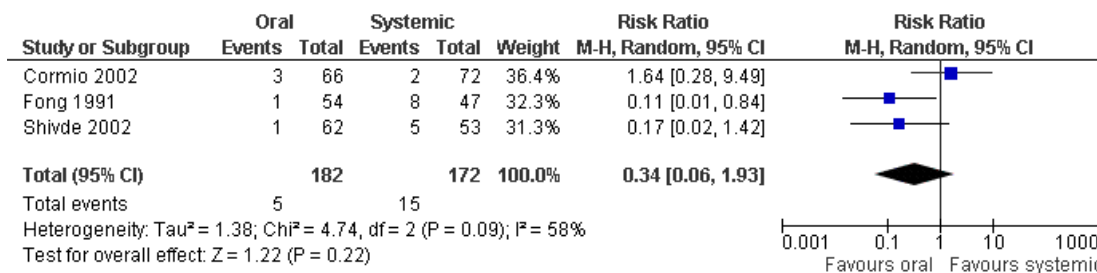 Oral Systemic Risk Ratio Risk Ratio
Study or Subgroup Events Total Events Total Weight M-H, Random, 95% CI M-H, Random, 95% CI
Cormio 2002 3 66 2 72 36.4% 1.64 [0.28, 9.49]
Fong 1991 1 54 8 47 32.3% 0.11 [0.01, 0.84]
Shivde 2002 1 62 5 53 31.3% 0.17 [0.02, 1.42]
Total (95% CI) 182 172 100.0% 0.34 [0.06, 1.93]
Total events 5 15
Heterogeneity: Tau² = 1.38; Chi² = 4.74, df = 2 (P = 0.09); I² = 58%
Test for overall effect: Z = 1.22 (P = 0.22)
0.001 0.1 1 10 1000
Favours oral Favours systemic